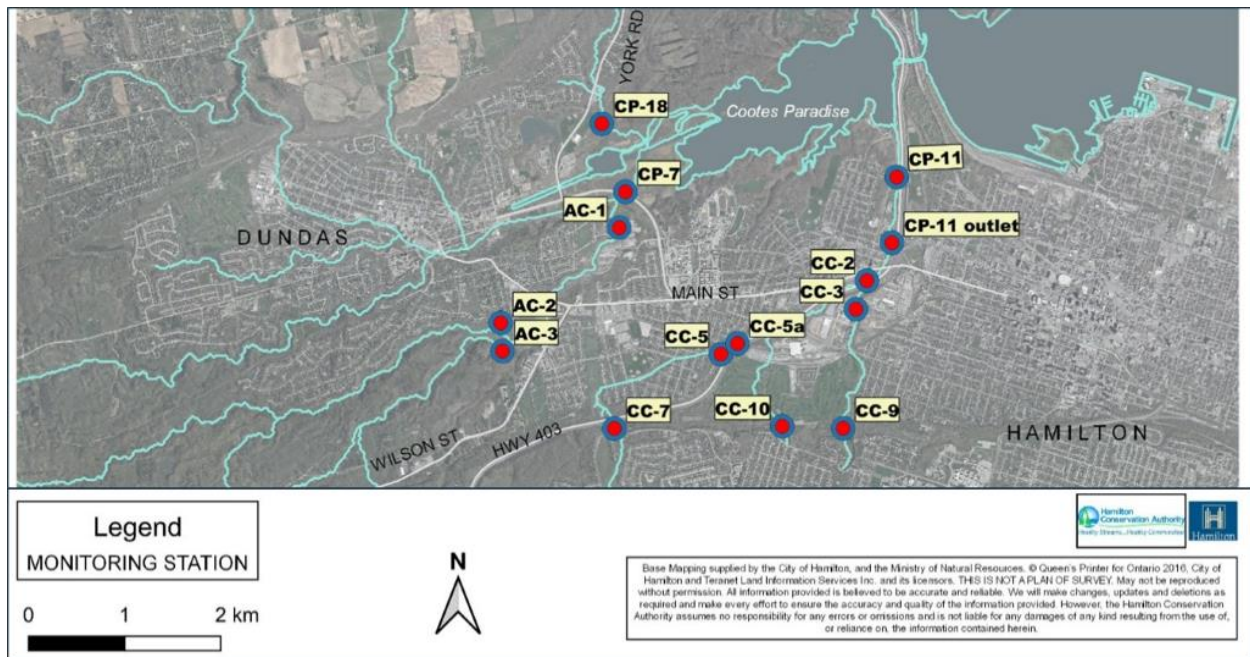 YORK RD
CP-18
Cootes Paradise
CP-7
CP-11
AC-1
DUNDAS
CP-11 outlet
CC-2
MAIN ST
CC-3
AC-2
AC-3
CC-5
CC-5a
CC-7
CC-10
CC-9
WILSON ST
HWY 403
HAMILTON
Legend
MONITORING STATION
0 1 2 km
N
Hamilton
Conservation Authority
Healthy Streams...Healthy Communities
Hamilton
Base Mapping supplied by the City of Hamilton, and the Ministry of Natural Resources. © Queen's Printer for Ontario 2016, City of
Hamilton and Teranet Land Information Services Inc. and its licensors. THIS IS NOT A PLAN OF SURVEY. May not be reproduced
without permission. All information provided is believed to be accurate and reliable. We will make changes, updates and deletions as
required and make every effort to ensure the accuracy and quality of the information provided. However, the Hamilton Conservation
Authority assumes no responsibility for any errors or omissions and is not liable for any damages of any kind resulting from the use of,
or reliance on, the information contained herein.